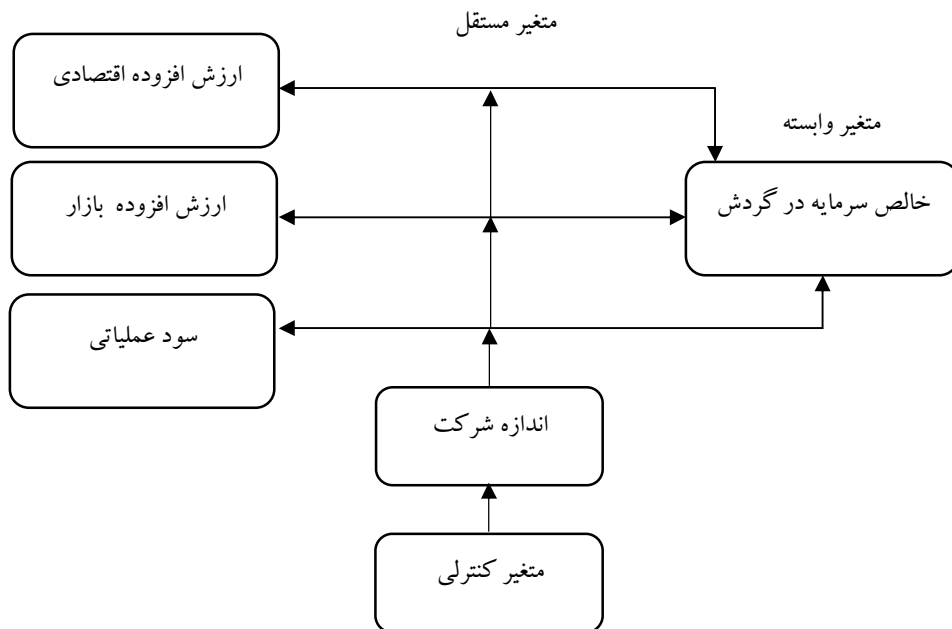 متغیر مستقل
ارزش افزوده اقتصادی
متغیر وابسته
ارزش افزوده بازار
خالص سرمایه در گردش
سود عملیاتی
اندازه شرکت
متغیر کنترلی